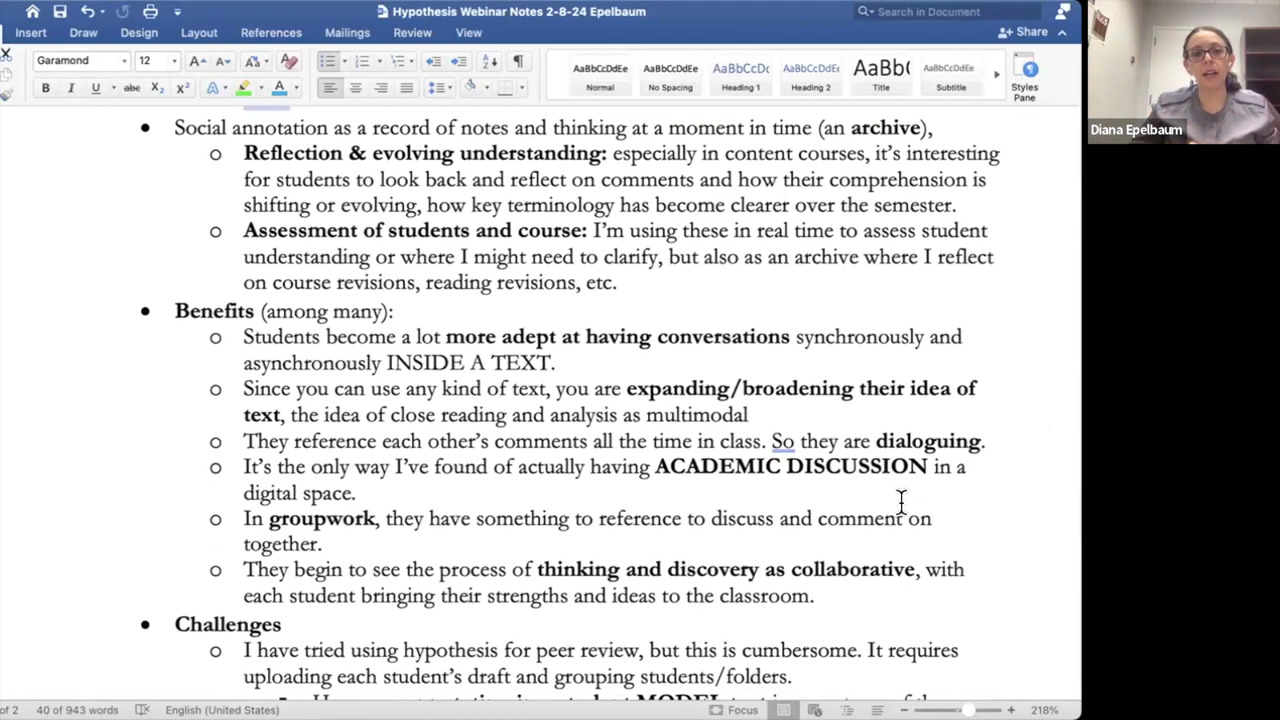 Hypothesis Webinar Notes 2-8-24 Epelbaum
Search in Document
Insert Draw Design Layout References Mailings Review View
Share
Garamond 12
AaBbCcDdEe AaBbCcDdEe AaBbCcDc AaBbCcDdEe AaBb( AaBbCcDdEe
Normal No Spacing Heading 1 Heading 2 Title Subtitle
Styles
Pane
Diana Epelbaum
• Social annotation as a record of notes and thinking at a moment in time (an archive),
o Reflection & evolving understanding: especially in content courses, it’s interesting
for students to look back and reflect on comments and how their comprehension is
shifting or evolving, how key terminology has become clearer over the semester.
o Assessment of students and course: I’m using these in real time to assess student
understanding or where I might need to clarify, but also as an archive where I reflect
on course revisions, reading revisions, etc.
• Benefits (among many):
o Students become a lot more adept at having conversations synchronously and
asynchronously INSIDE A TEXT.
o Since you can use any kind of text, you are expanding/broadening their idea of
text, the idea of close reading and analysis as multimodal
o They reference each other’s comments all the time in class. So they are dialoguing.
o It’s the only way I’ve found of actually having ACADEMIC DISCUSSION in a
digital space.
o In groupwork, they have something to reference to discuss and comment on
together.
o They begin to see the process of thinking and discovery as collaborative, with
each student bringing their strengths and ideas to the classroom.
• Challenges
o I have tried using hypothesis for peer review, but this is cumbersome. It requires
uploading each student’s draft and grouping students/folders.
of 2 40 of 943 words English (United States) Focus 218%